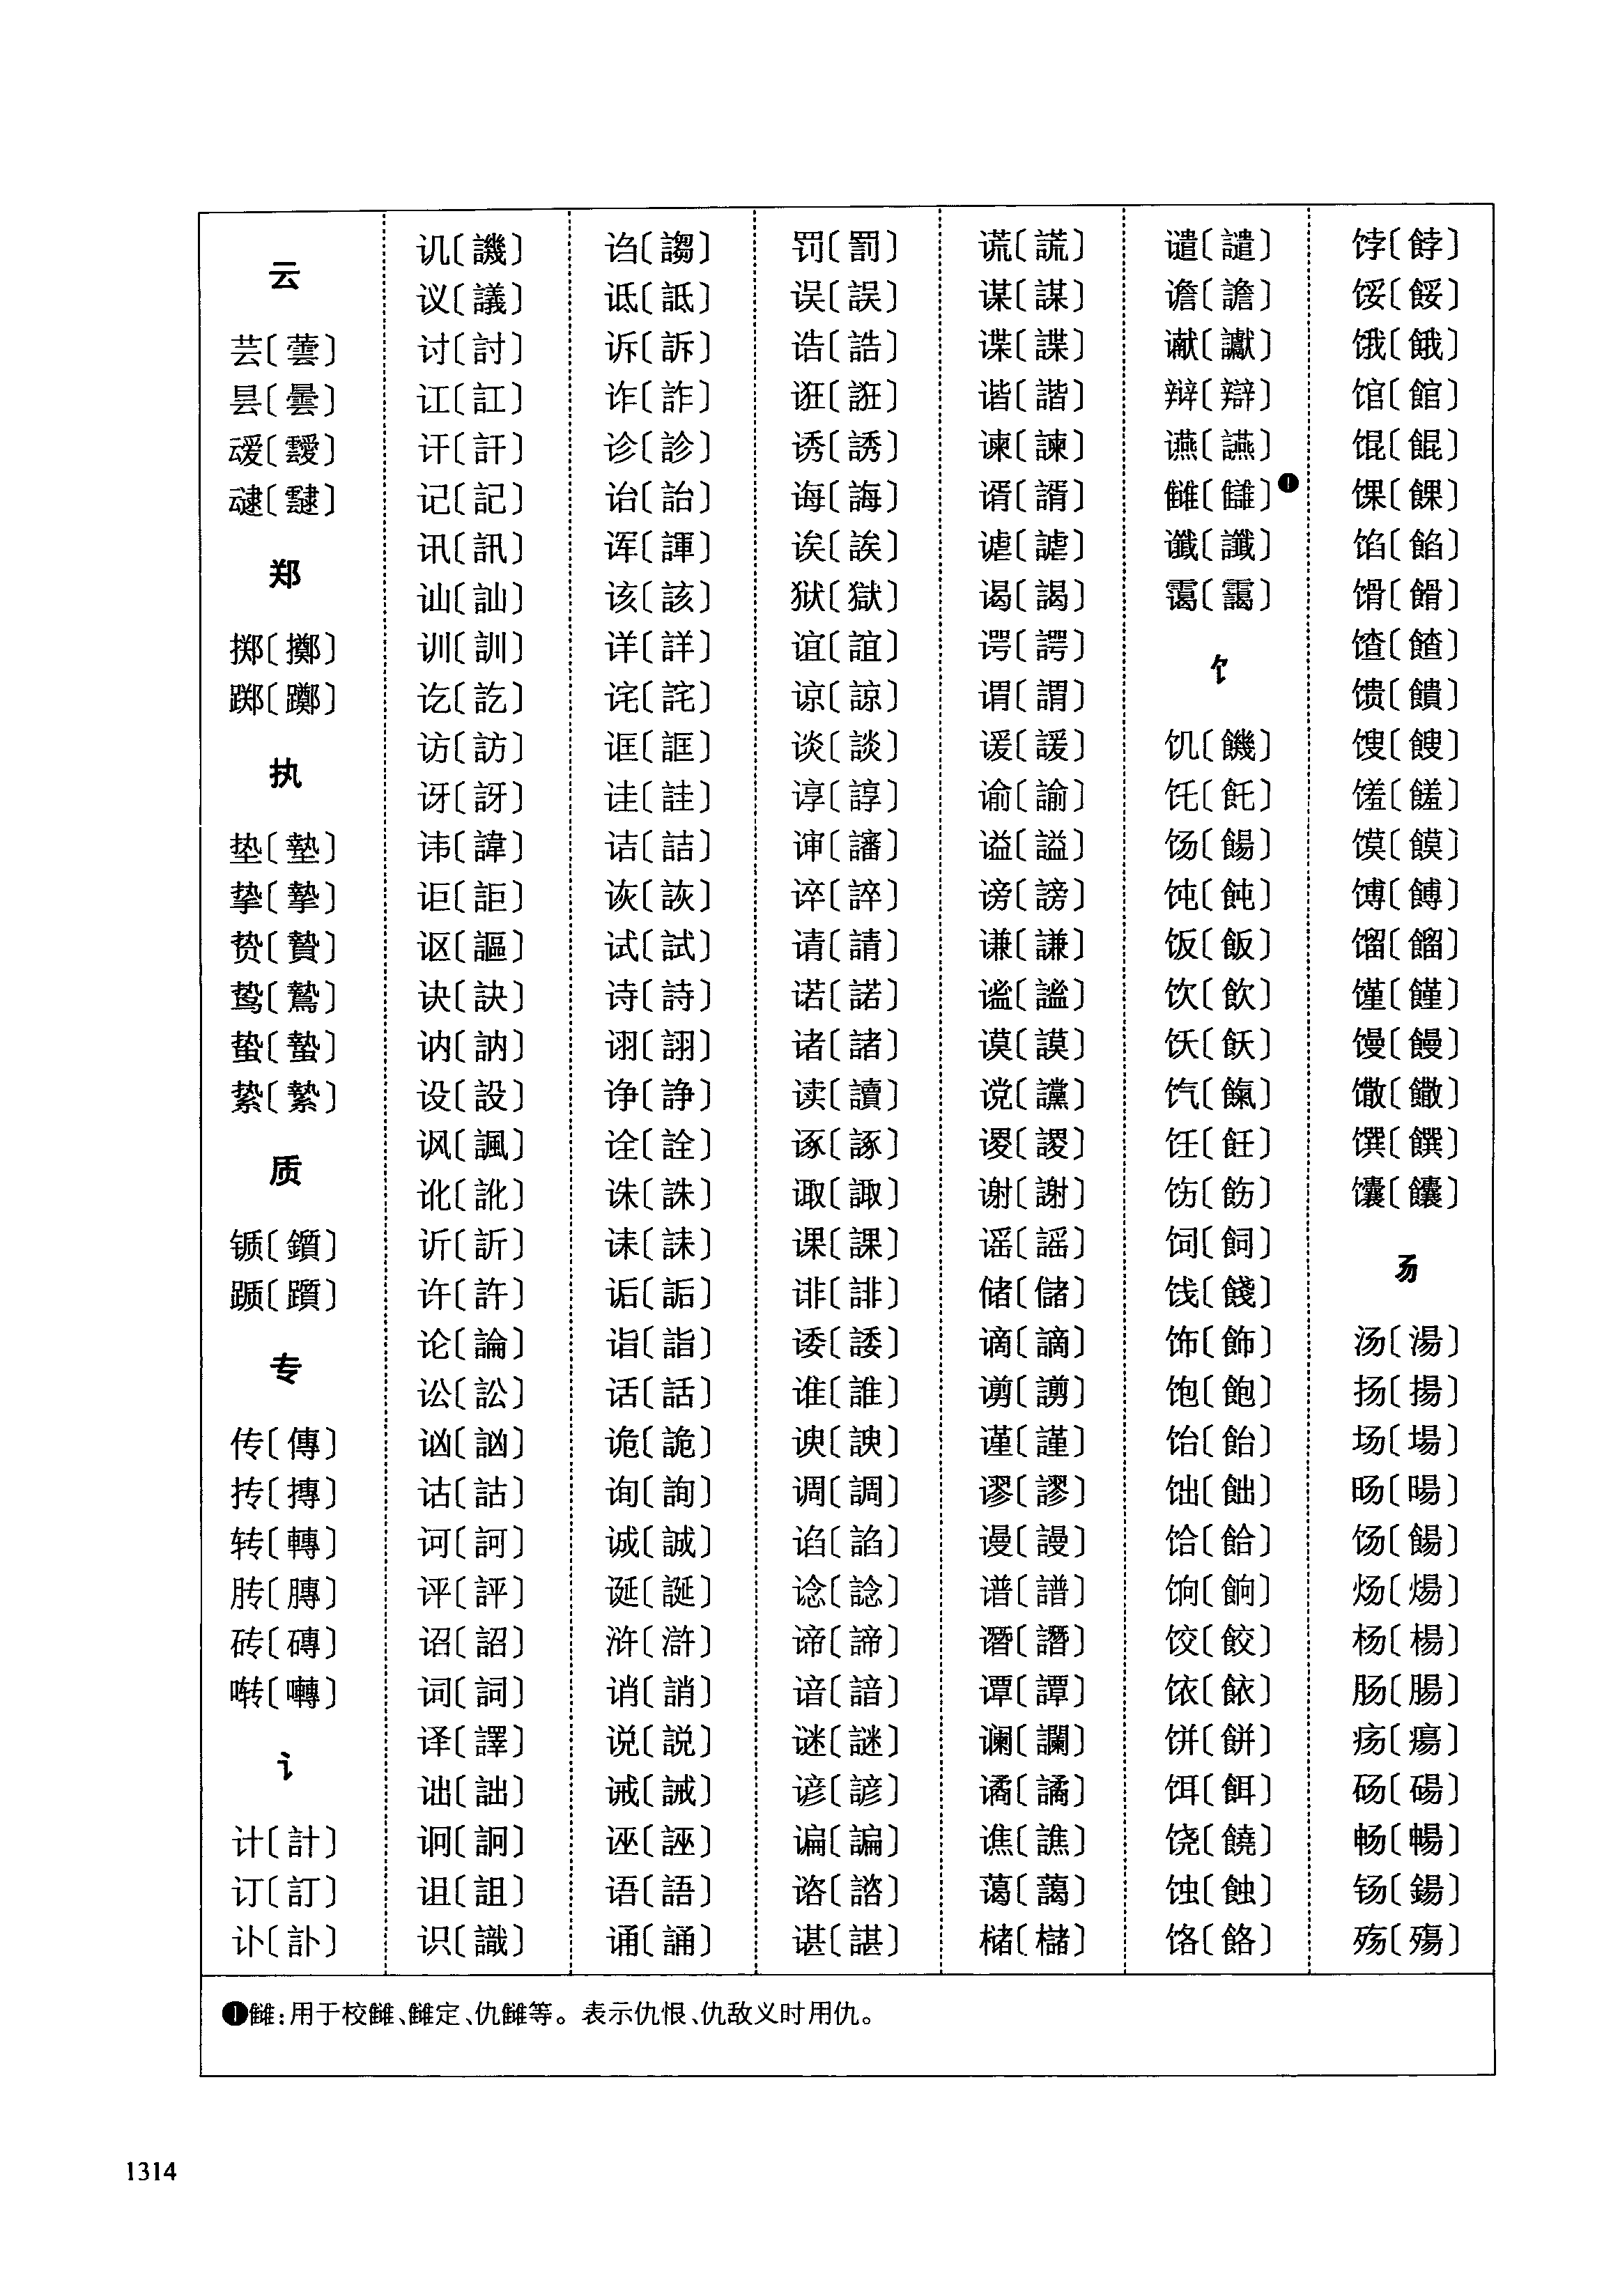 云
芸〔蕓〕
昙〔曇〕
叆〔靉〕
叇〔靆〕
郑
掷〔擲〕
踯〔躑〕
执
垫〔墊〕
挚〔摯〕
贽〔贄〕
鸷〔鷙〕
蛰〔蟄〕
絷〔縶〕
质
锧〔鑕〕
踬〔躓〕
专
传〔傳〕
抟〔摶〕
转〔轉〕
䏝〔膞〕
砖〔磚〕
啭〔囀〕
讠
计〔計〕
订〔訂〕
讣〔訃〕
讥〔譏〕
议〔議〕
讨〔討〕
讧〔訌〕
讦〔訐〕
记〔記〕
讯〔訊〕
讪〔訕〕
训〔訓〕
讫〔訖〕
访〔訪〕
讶〔訝〕
讳〔諱〕
讵〔詎〕
讴〔謳〕
诀〔訣〕
讷〔訥〕
设〔設〕
讽〔諷〕
讹〔訛〕
䜣〔訢〕
许〔許〕
论〔論〕
讼〔訟〕
讻〔訩〕
诂〔詁〕
诃〔訶〕
评〔評〕
诏〔詔〕
词〔詞〕
译〔譯〕
诎〔詘〕
诇〔詗〕
诅〔詛〕
识〔識〕
诌〔謅〕
诋〔詆〕
诉〔訴〕
诈〔詐〕
诊〔診〕
诒〔詒〕
诨〔諢〕
该〔該〕
详〔詳〕
诧〔詫〕
诓〔誆〕
诖〔詿〕
诘〔詰〕
诙〔詼〕
试〔試〕
诗〔詩〕
诩〔詡〕
诤〔諍〕
诠〔詮〕
诛〔誅〕
诔〔誄〕
诟〔詬〕
诣〔詣〕
话〔話〕
诡〔詭〕
询〔詢〕
诚〔誠〕
诞〔誕〕
浒〔滸〕
诮〔誚〕
说〔説〕
诫〔誡〕
诬〔誣〕
语〔語〕
诵〔誦〕
罚〔罰〕
误〔誤〕
诰〔誥〕
诳〔誑〕
诱〔誘〕
诲〔誨〕
诶〔誒〕
狱〔獄〕
谊〔誼〕
谅〔諒〕
谈〔談〕
谆〔諄〕
谉〔讅〕
谇〔誶〕
请〔請〕
诺〔諾〕
诸〔諸〕
读〔讀〕
诼〔諑〕
诹〔諏〕
课〔課〕
诽〔誹〕
诿〔諉〕
谁〔誰〕
谀〔諛〕
调〔調〕
谄〔諂〕
谂〔諗〕
谛〔諦〕
谙〔諳〕
谜〔謎〕
谚〔諺〕
谝〔諞〕
谘〔諮〕
谌〔諶〕
谎〔謊〕
谋〔謀〕
谍〔諜〕
谐〔諧〕
谏〔諫〕
谞〔諝〕
谑〔謔〕
谒〔謁〕
谔〔諤〕
谓〔謂〕
谖〔諼〕
谕〔諭〕
谥〔謚〕
谤〔謗〕
谦〔謙〕
谧〔謐〕
谟〔謨〕
谠〔讜〕
谡〔謖〕
谢〔謝〕
谣〔謡〕
储〔儲〕
谪〔謫〕
谫〔譾〕
谨〔謹〕
谬〔謬〕
谩〔謾〕
谱〔譜〕
谮〔譖〕
谭〔譚〕
谰〔讕〕
谲〔譎〕
谯〔譙〕
蔼〔藹〕
槠〔櫧〕
谴〔譴〕
谵〔譫〕
谳〔讞〕
辩〔辯〕
䜩〔讌〕
雠〔讎〕❶
谶〔讖〕
霭〔靄〕
饣
饥〔饑〕
饦〔飥〕
饧〔餳〕
饨〔飩〕
饭〔飯〕
饮〔飲〕
饫〔飫〕
饩〔餼〕
饪〔飪〕
饬〔飭〕
饲〔飼〕
饯〔餞〕
饰〔飾〕
饱〔飽〕
饴〔飴〕
饳〔飿〕
饸〔餄〕
饷〔餉〕
饺〔餃〕
饻〔餏〕
饼〔餅〕
饵〔餌〕
饶〔饒〕
蚀〔蝕〕
饹〔餎〕
饽〔餑〕
馁〔餒〕
饿〔餓〕
馆〔館〕
馄〔餛〕
馃〔餜〕
馅〔餡〕
馉〔餶〕
馇〔餷〕
馈〔饋〕
馊〔餿〕
馐〔饈〕
馍〔饃〕
馎〔餺〕
馏〔餾〕
馑〔饉〕
馒〔饅〕
馓〔饊〕
馔〔饌〕
馕〔饢〕
𠃓
汤〔湯〕
扬〔揚〕
场〔場〕
旸〔暘〕
饧〔餳〕
炀〔煬〕
杨〔楊〕
肠〔腸〕
疡〔瘍〕
砀〔碭〕
畅〔暢〕
钖〔鍚〕
殇〔殤〕
❶雠：用于校雠、雠定、仇雠等。表示仇恨、仇敌义时用仇。
1314